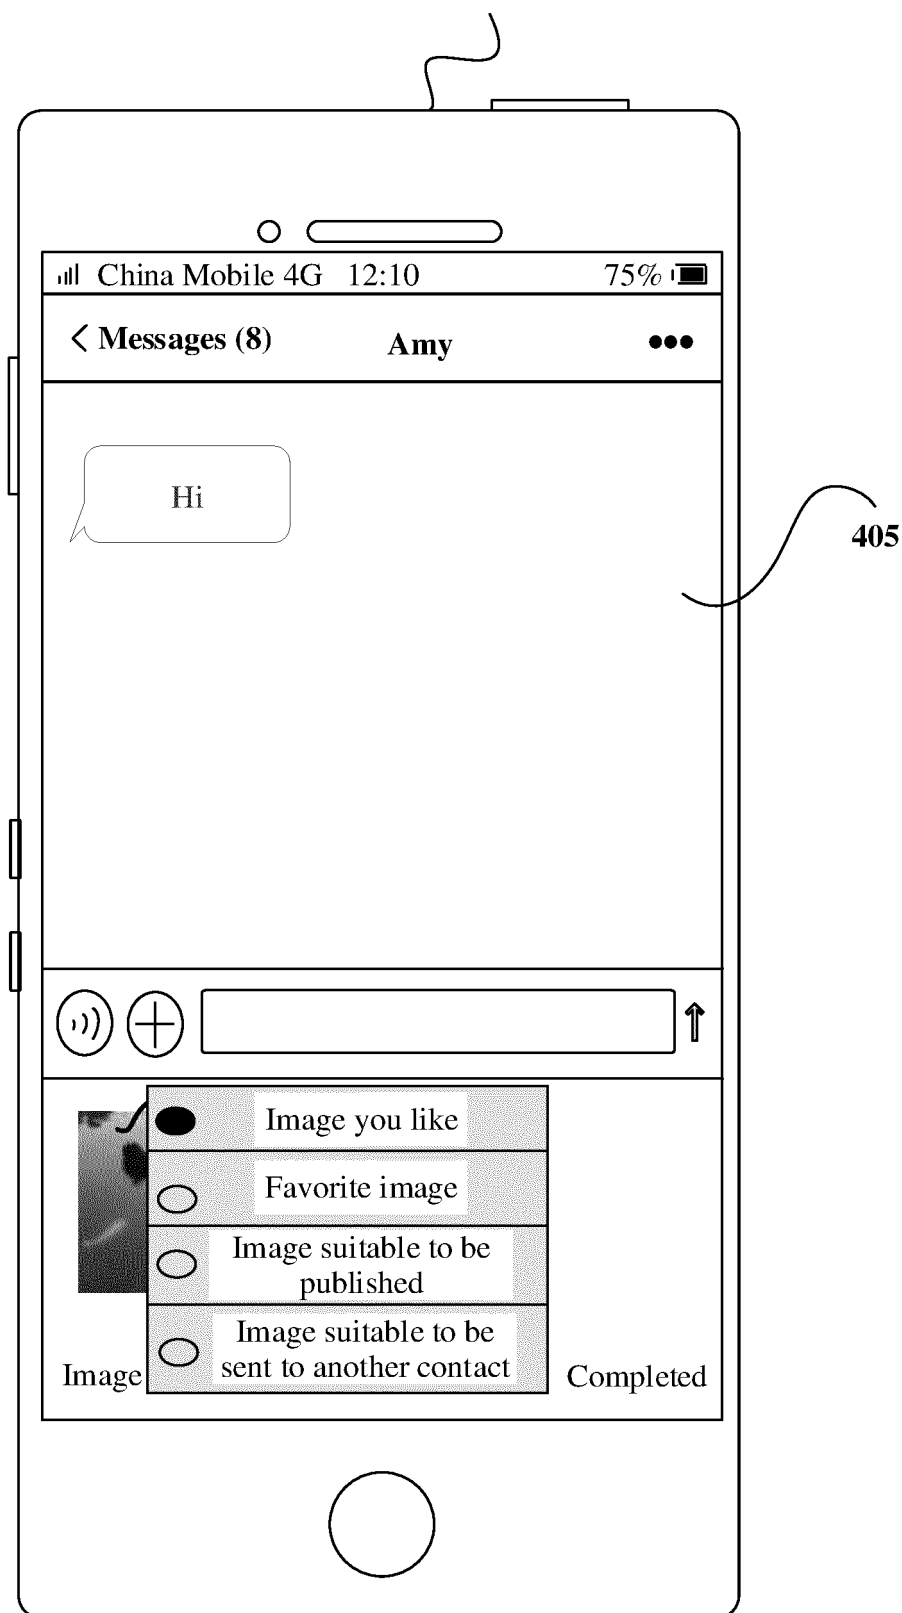 China Mobile 4G 12:10 75%
< Messages (8) Amy •••
Hi
405
Image you like
Favorite image
Image suitable to be
published
Image suitable to be
sent to another contact
Image Completed